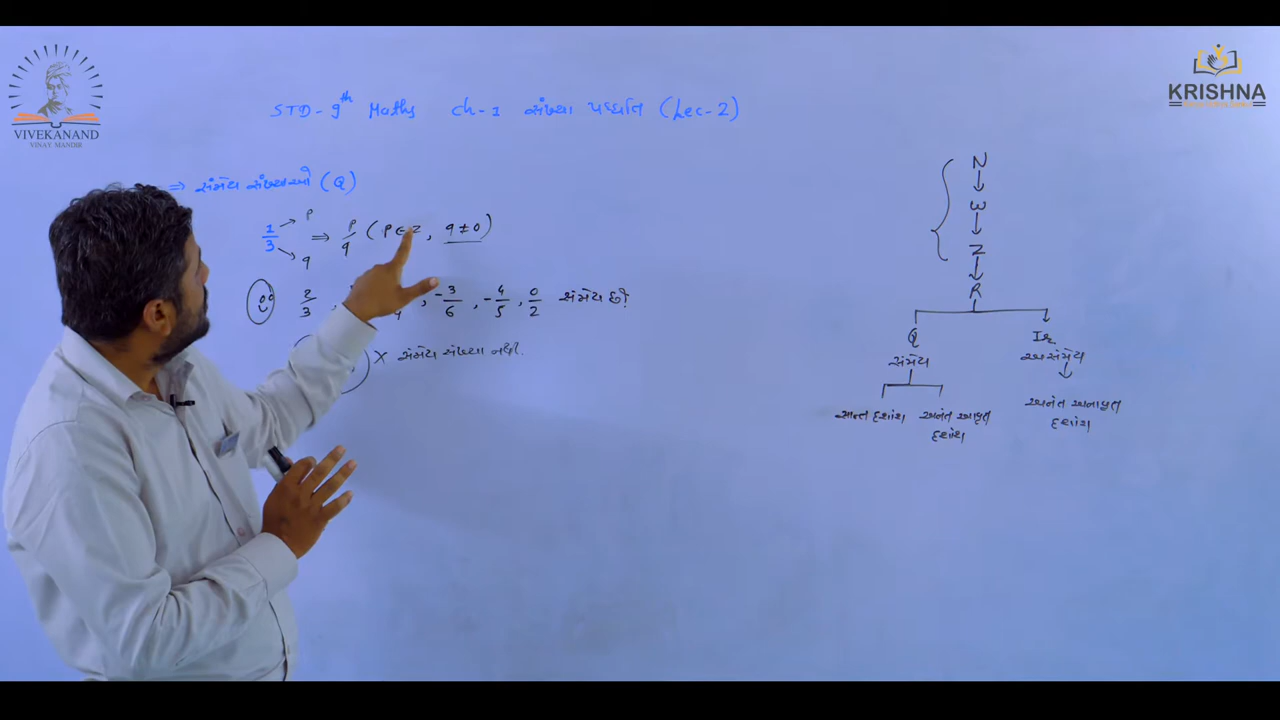 VIVEKANAND
VINAY MANDIR
KRISHNA
STD-9th Maths ch-1 સંખ્યા પધ્ધતિ (Lec-2)
⇒ સંમેય સંખ્યાઓ (Q)
1/3 → p → q ⇒ p/q (P ∈ Z, q ≠ 0)
2/3 , -3/6 , -4/5 , 0/2 સંમેય છે.
X સંમેય સંખ્યા નથી.
N
W
Z
R
Q Ir
સંમેય અસંમેય
સાન્ત દશાંશ અનંત આવૃત દશાંશ
અનંત અનાવૃત દશાંશ